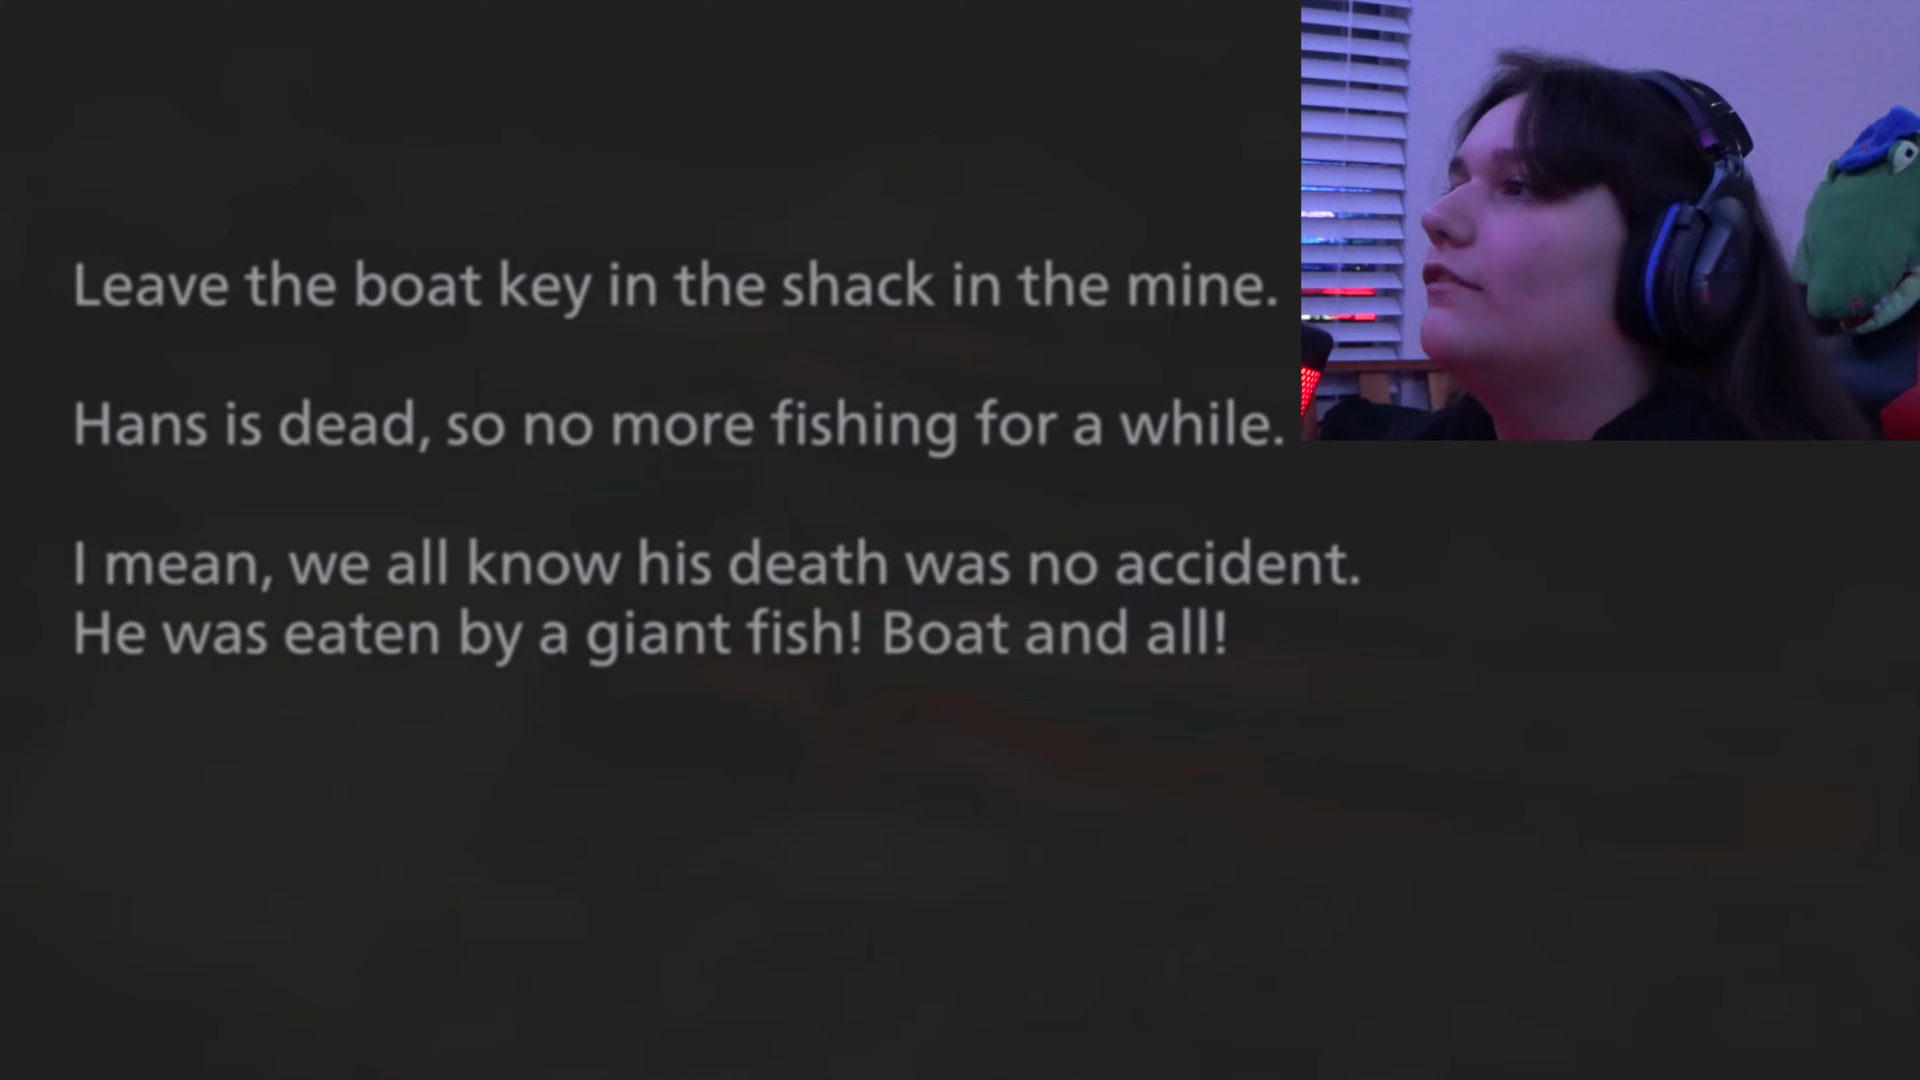 Leave the boat key in the shack in the mine.
Hans is dead, so no more fishing for a while.
I mean, we all know his death was no accident.
He was eaten by a giant fish! Boat and all!